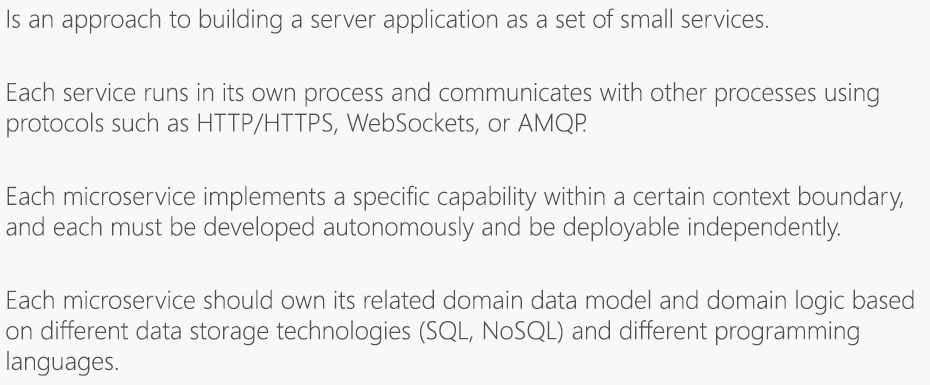 Is an approach to building a server application as a set of small services.
Each service runs in its own process and communicates with other processes using
protocols such as HTTP/HTTPS, WebSockets, or AMQP.
Each microservice implements a specific capability within a certain context boundary,
and each must be developed autonomously and be deployable independently.
Each microservice should own its related domain data model and domain logic based
on different data storage technologies (SQL, NoSQL) and different programming
languages.